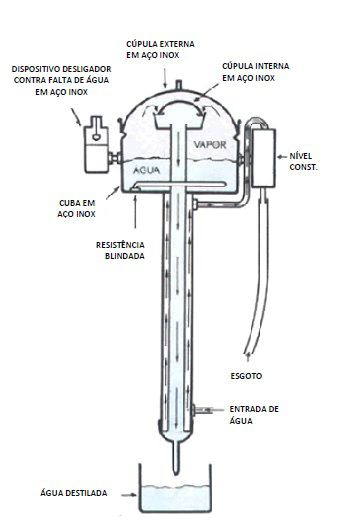 CÚPULA EXTERNA
EM AÇO INOX
DISPOSITIVO DESLIGADOR
CONTRA FALTA DE ÁGUA
EM AÇO INOX
CÚPULA INTERNA
EM AÇO INOX
VAPOR
ÁGUA
NÍVEL
CONST.
CUBA EM
AÇO INOX
RESISTÊNCIA
BLINDADA
ESGOTO
ENTRADA DE
ÁGUA
ÁGUA DESTILADA